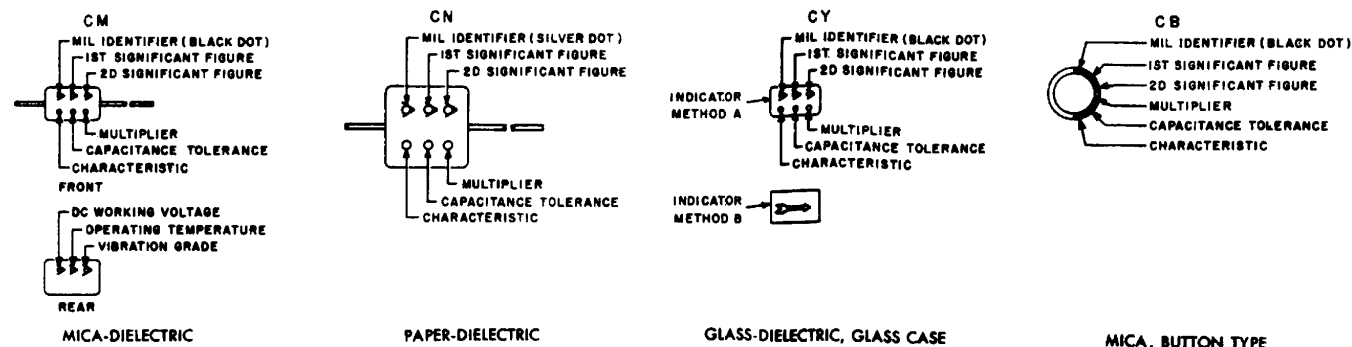 CM
MIL IDENTIFIER (BLACK DOT)
1ST SIGNIFICANT FIGURE
2D SIGNIFICANT FIGURE
MULTIPLIER
CAPACITANCE TOLERANCE
CHARACTERISTIC
FRONT
DC WORKING VOLTAGE
OPERATING TEMPERATURE
VIBRATION GRADE
REAR
MICA-DIELECTRIC
CN
MIL IDENTIFIER (SILVER DOT)
1ST SIGNIFICANT FIGURE
2D SIGNIFICANT FIGURE
MULTIPLIER
CAPACITANCE TOLERANCE
CHARACTERISTIC
PAPER-DIELECTRIC
CY
MIL IDENTIFIER (BLACK DOT)
1ST SIGNIFICANT FIGURE
2D SIGNIFICANT FIGURE
INDICATOR
METHOD A
MULTIPLIER
CAPACITANCE TOLERANCE
CHARACTERISTIC
INDICATOR
METHOD B
GLASS-DIELECTRIC, GLASS CASE
CB
MIL IDENTIFIER (BLACK DOT)
1ST SIGNIFICANT FIGURE
2D SIGNIFICANT FIGURE
MULTIPLIER
CAPACITANCE TOLERANCE
CHARACTERISTIC
MICA, BUTTON TYPE